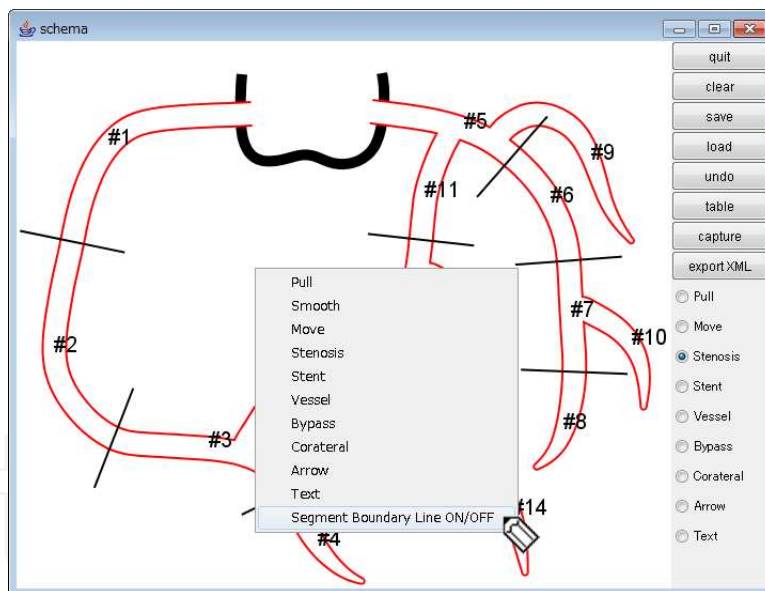 schema
quit
clear
save
load
undo
table
capture
export XML
Pull
Move
Stenosis
Stent
Vessel
Bypass
Corateral
Arrow
Text
#1
#5
#9
#11
#6
#2
#7
#10
#3
#8
#14
#4
Pull
Smooth
Move
Stenosis
Stent
Vessel
Bypass
Corateral
Arrow
Text
Segment Boundary Line ON/OFF